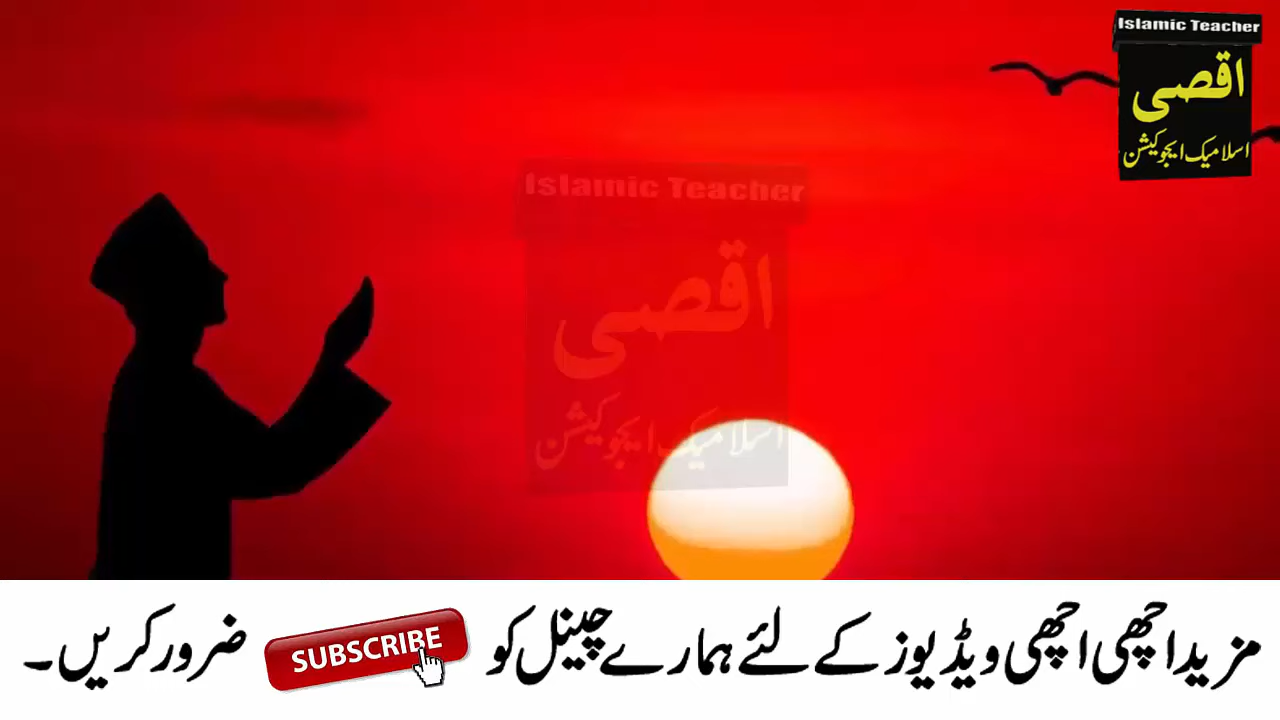 Islamic Teacher
اقصی
اسلامیک ایجوکیشن
Islamic Teacher
اقصی
اسلامیک ایجوکیشن
مزید اچھی اچھی ویڈیوز کے لئے ہمارے چینل کو SUBSCRIBE ضرور کریں۔